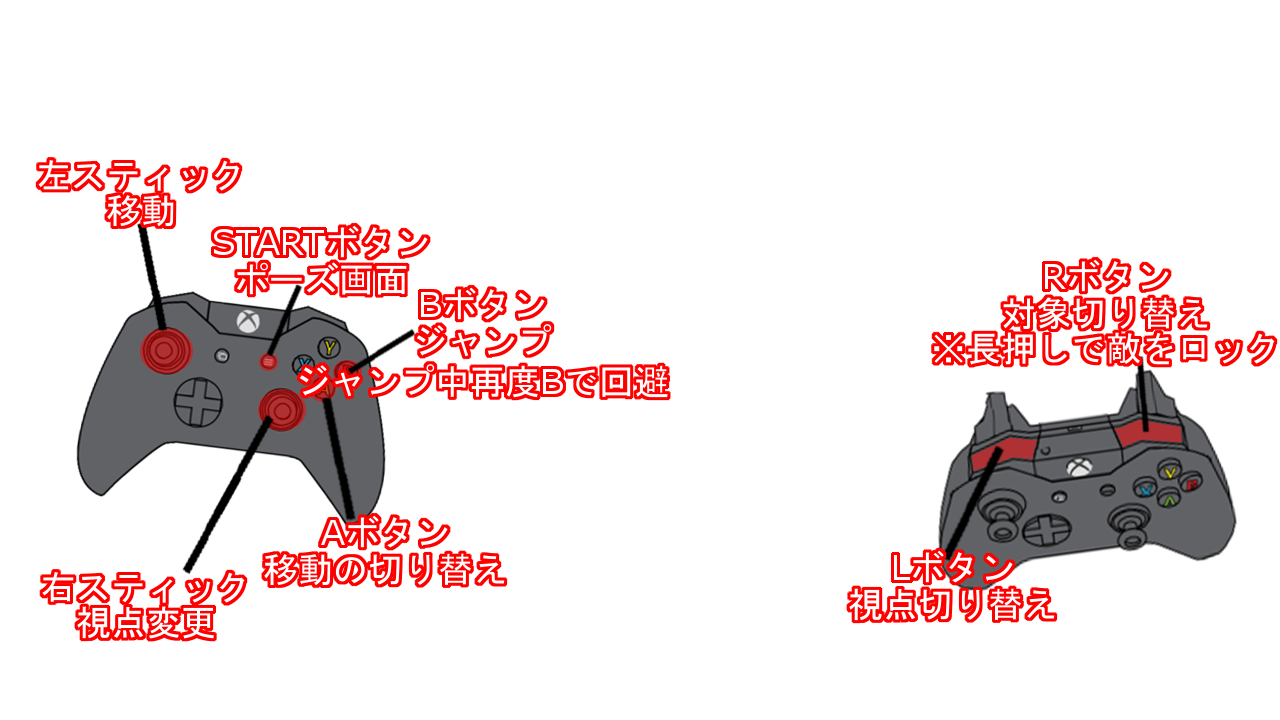 左スティック
移動
STARTボタン
ポーズ画面
Bボタン
ジャンプ
ジャンプ中再度Bで回避
Y
X
Aボタン
移動の切り替え
右スティック
視点変更
Rボタン
対象切り替え
※長押しで敵をロック
Y
X
B
A
Lボタン
視点切り替え